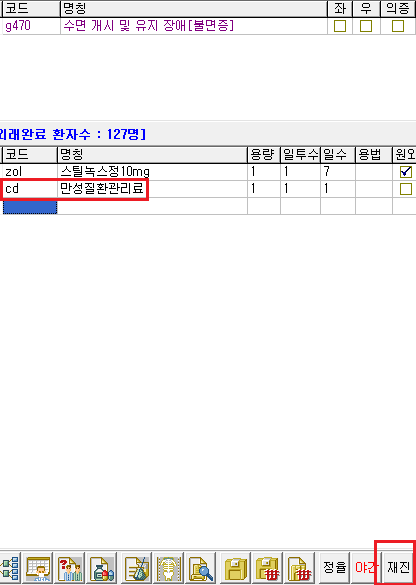 코드 명칭 좌 우 의증
g470 수면 개시 및 유지 장애[불면증]
외래완료 환자수 : 127명]
코드 명칭 용량 일투수 일수 용법 원외
zol 스틸녹스정10mg 1 1 7
cd 만성질환관리료 1 1 1
정율 야간 재진